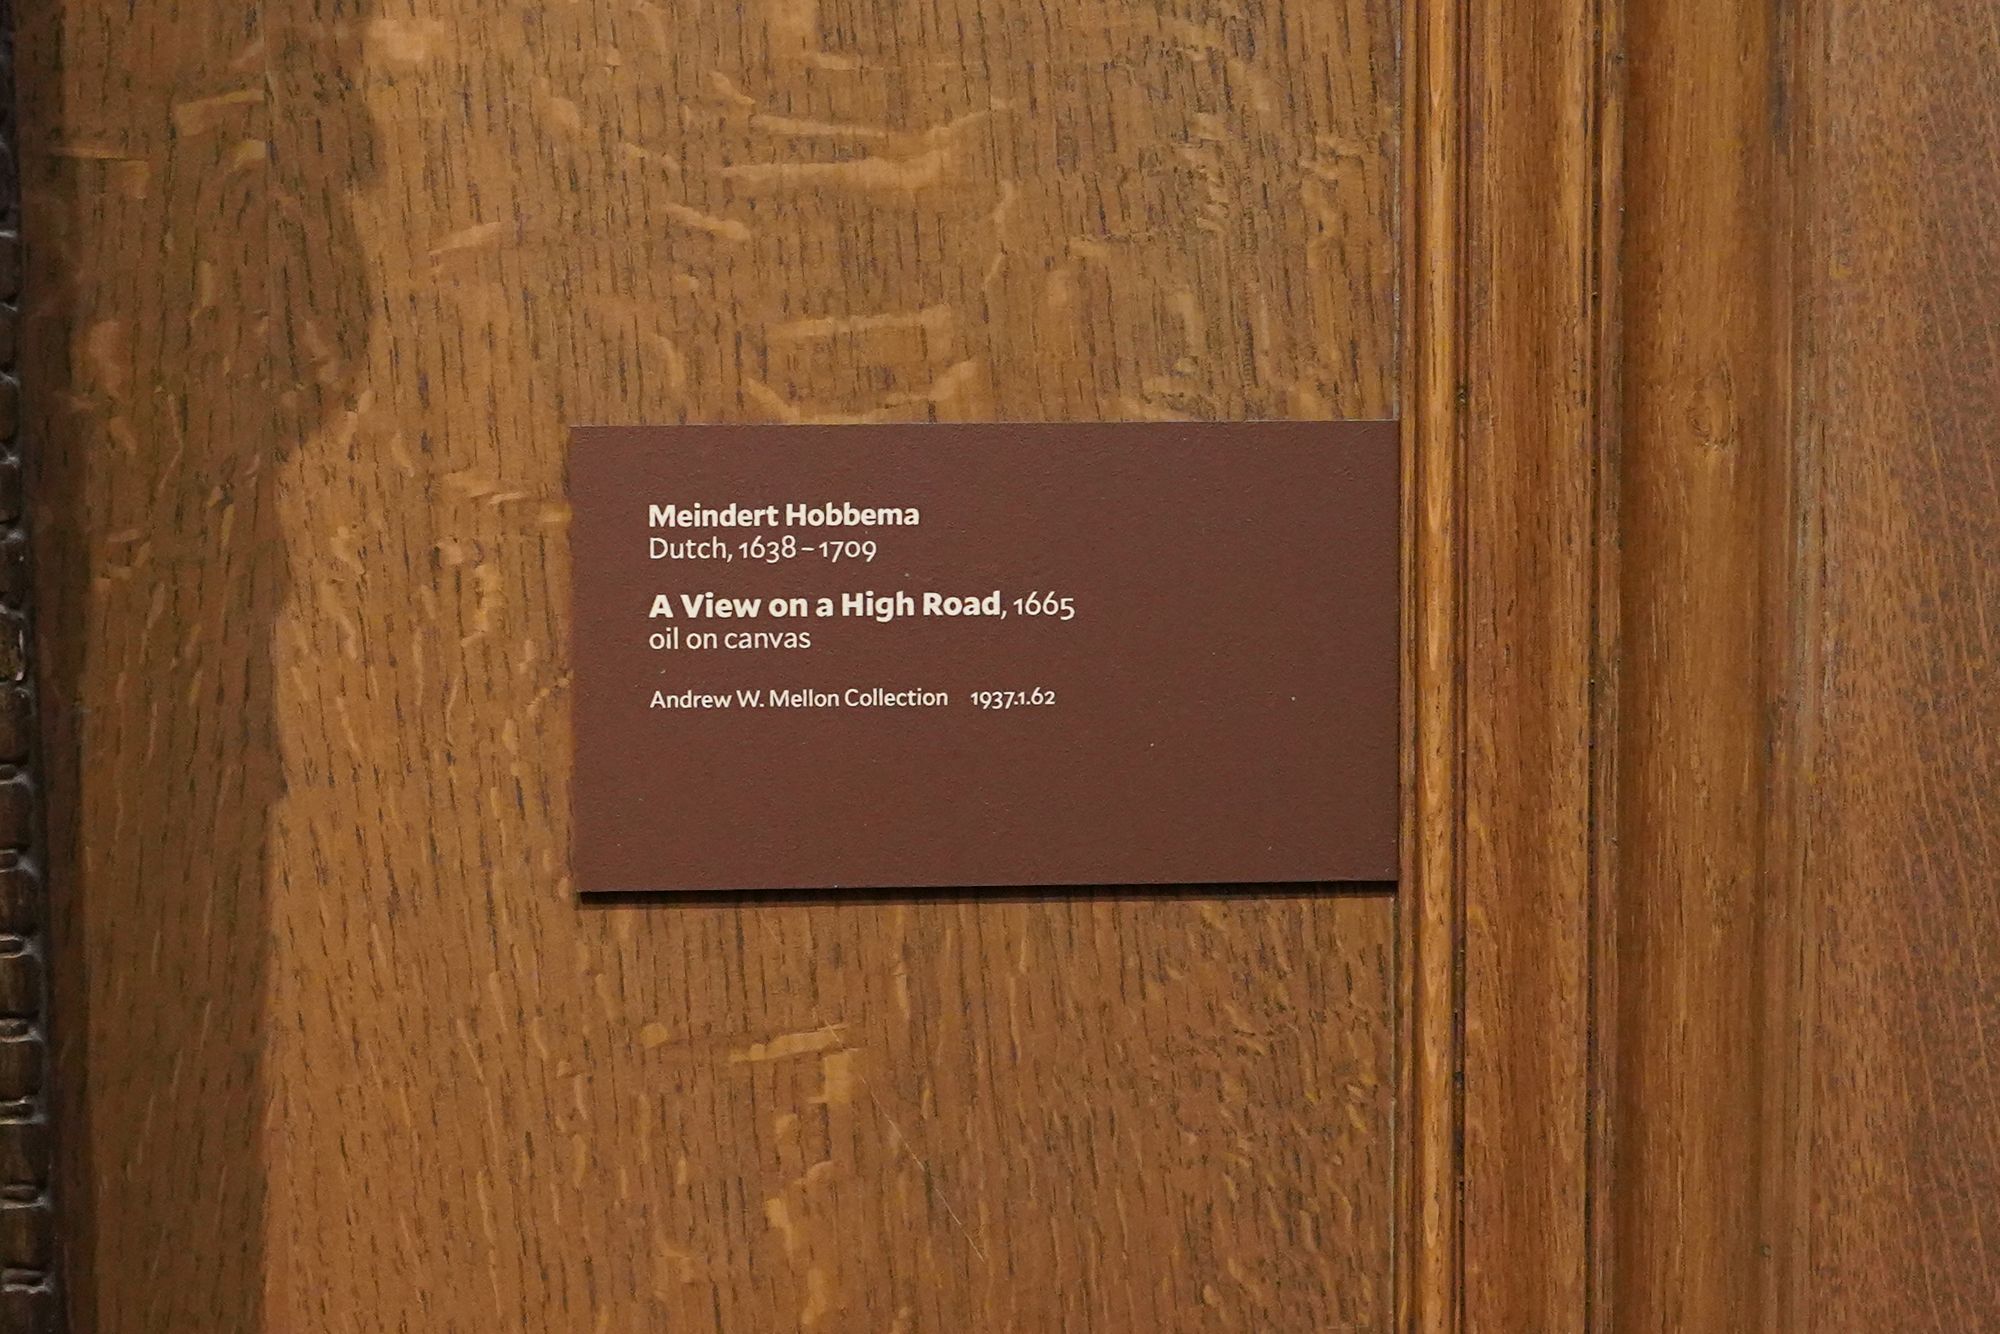 Meindert Hobbema
Dutch, 1638 – 1709
A View on a High Road, 1665
oil on canvas
Andrew W. Mellon Collection 1937.1.62